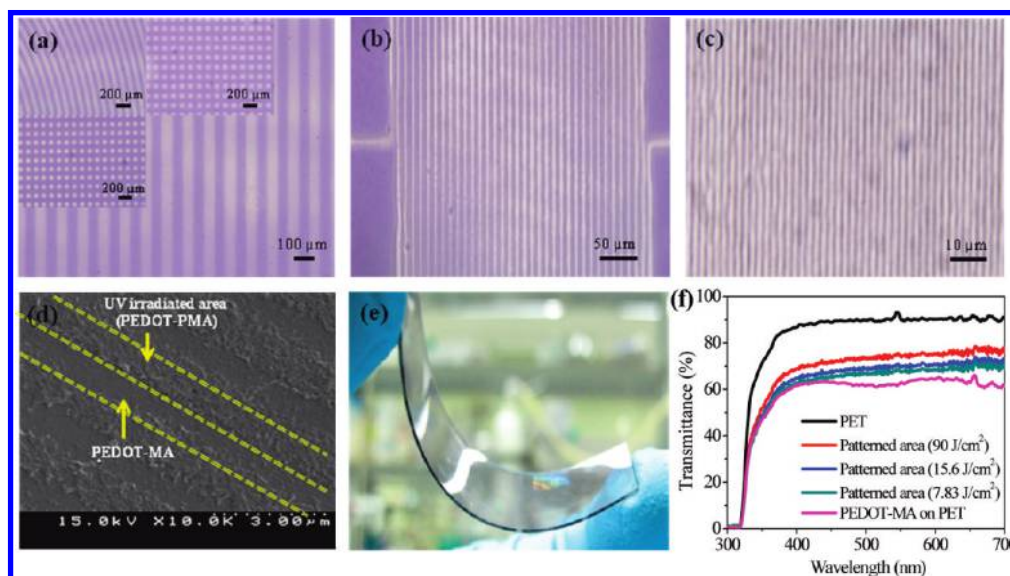 (a)
200 μm
200 μm
200 μm
100 μm
(b)
50 μm
(c)
10 μm
(d)
UV irradiated area
(PEDOT-PMA)
PEDOT-MA
15.0kV X10.0K 3.00μm
(e)
(f)
100
80
60
40
20
0
Transmittance (%)
PET
Patterned area (90 J/cm²)
Patterned area (15.6 J/cm²)
Patterned area (7.83 J/cm²)
PEDOT-MA on PET
300 400 500 600 700
Wavelength (nm)